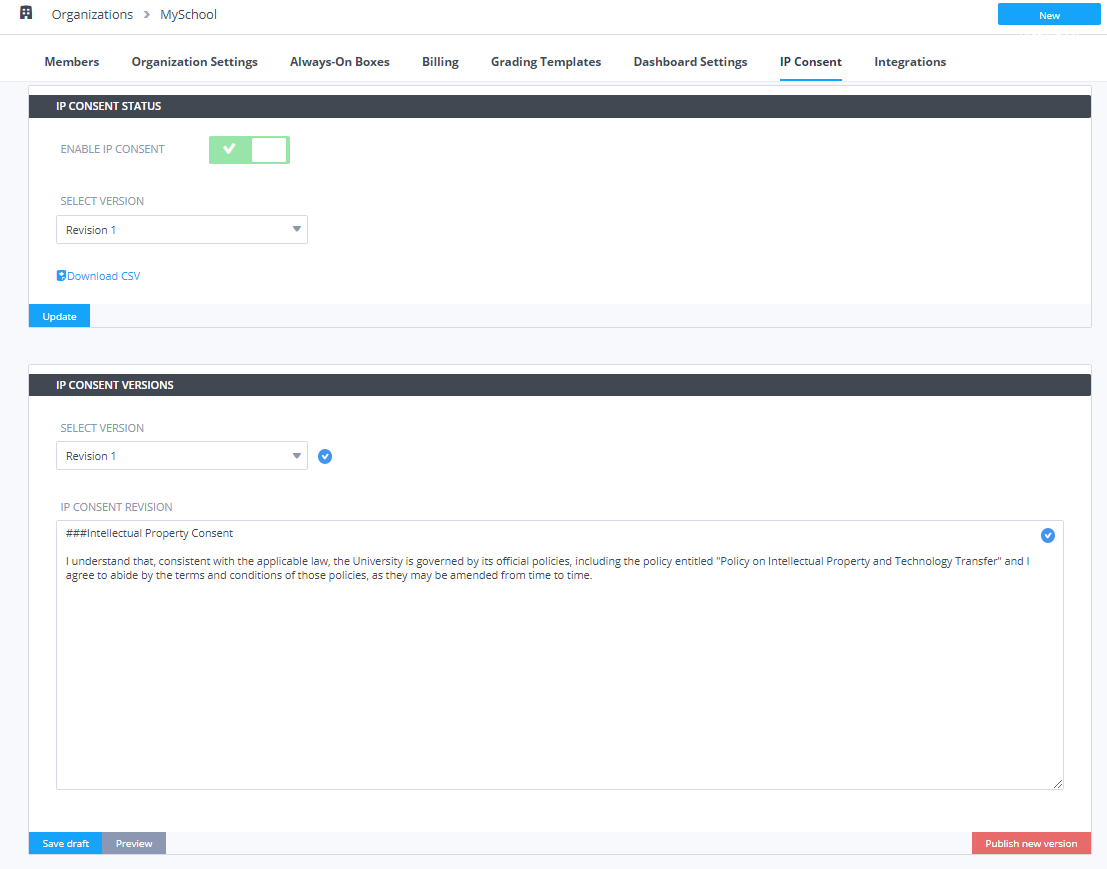 Organizations > MySchool
New
Members Organization Settings Always-On Boxes Billing Grading Templates Dashboard Settings IP Consent Integrations
IP CONSENT STATUS
ENABLE IP CONSENT
SELECT VERSION
Revision 1
Download CSV
Update
IP CONSENT VERSIONS
SELECT VERSION
Revision 1
IP CONSENT REVISION
###Intellectual Property Consent
I understand that, consistent with the applicable law, the University is governed by its official policies, including the policy entitled "Policy on Intellectual Property and Technology Transfer" and I
agree to abide by the terms and conditions of those policies, as they may be amended from time to time.
Save draft Preview Publish new version